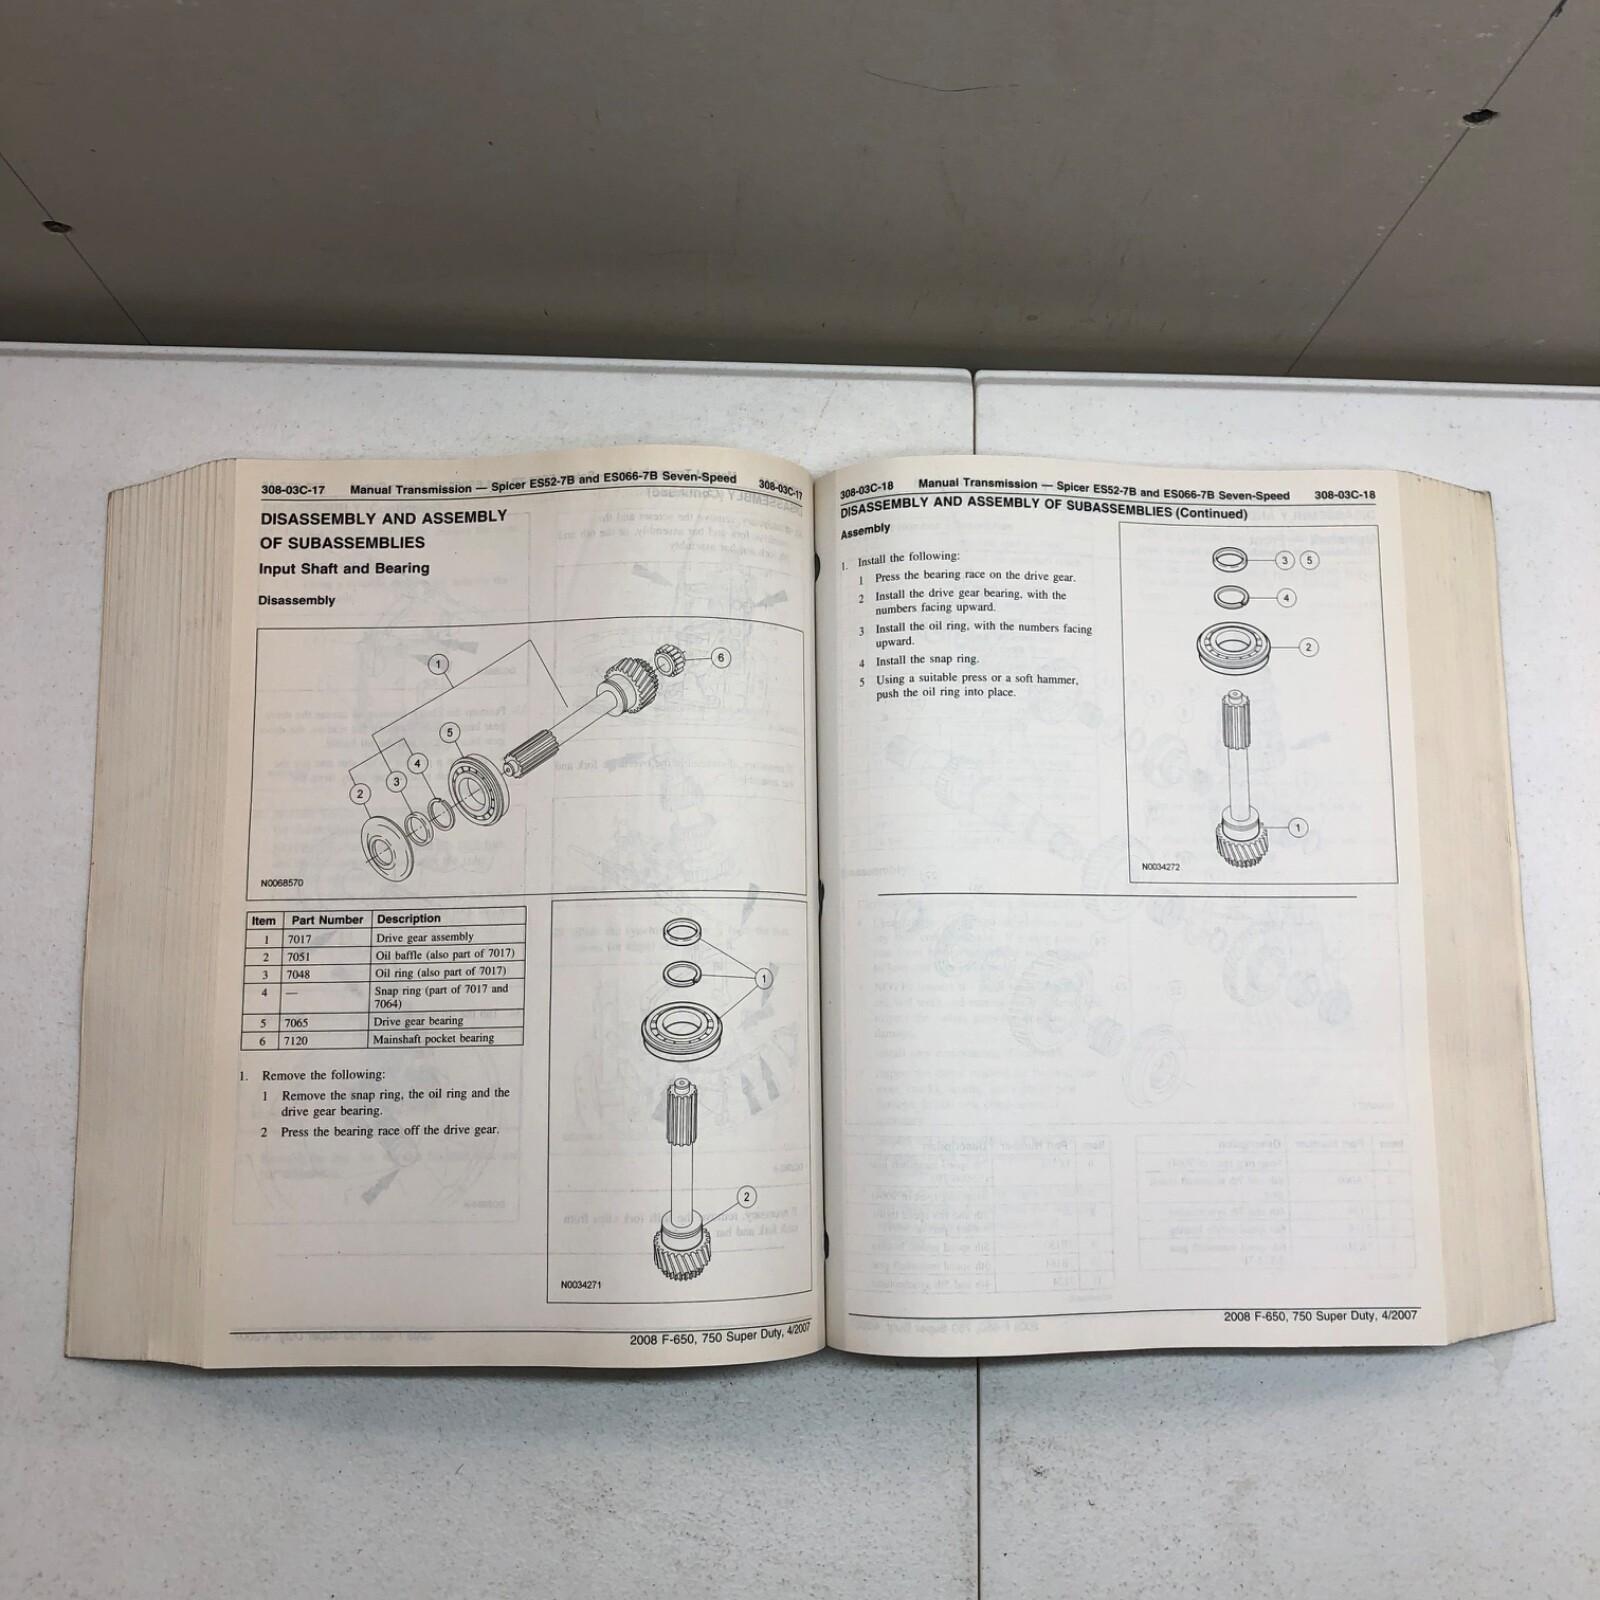 308-03C-17 Manual Transmission — Spicer ES52-7B and ES066-7B Seven-Speed 308-03C-17
DISASSEMBLY AND ASSEMBLY
OF SUBASSEMBLIES
Input Shaft and Bearing
Disassembly
1
6
5
4
3
2
N0068570
Item Part Number Description
1 7017 Drive gear assembly
2 7051 Oil baffle (also part of 7017)
3 7048 Oil ring (also part of 7017)
4 — Snap ring (part of 7017 and
7064)
5 7065 Drive gear bearing
6 7120 Mainshaft pocket bearing
1. Remove the following:
1 Remove the snap ring, the oil ring and the
drive gear bearing.
2 Press the bearing race off the drive gear.
1
2
N0034271
2008 F-650, 750 Super Duty, 4/2007
308-03C-18 Manual Transmission — Spicer ES52-7B and ES066-7B Seven-Speed 308-03C-18
DISASSEMBLY AND ASSEMBLY OF SUBASSEMBLIES (Continued)
Assembly
1. Install the following:
1 Press the bearing race on the drive gear.
2 Install the drive gear bearing, with the
numbers facing upward.
3 Install the oil ring, with the numbers facing
upward.
4 Install the snap ring.
5 Using a suitable press or a soft hammer,
push the oil ring into place.
3 5
4
2
1
N0034272
2008 F-650, 750 Super Duty, 4/2007